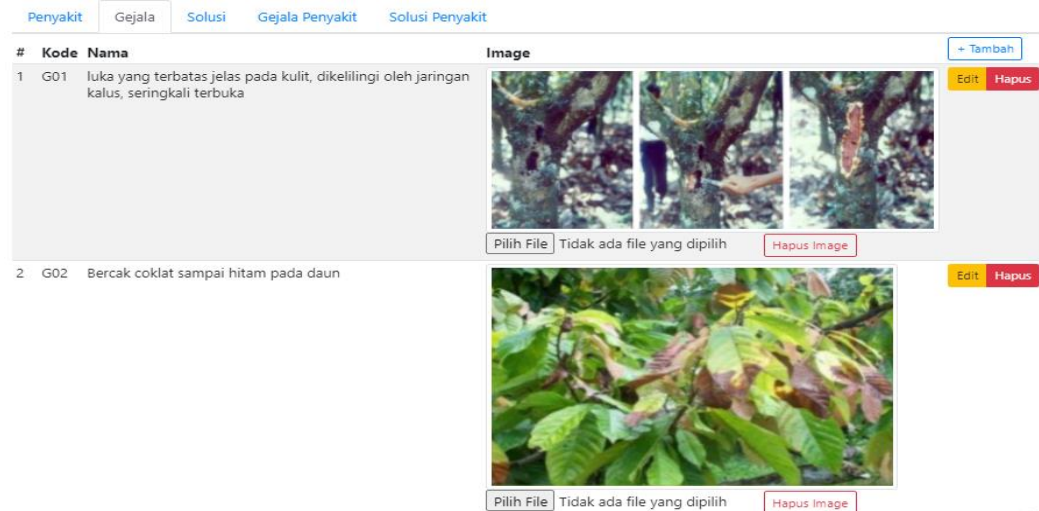 Penyakit Gejala Solusi Gejala Penyakit Solusi Penyakit
# Kode Nama Image + Tambah
1 G01 luka yang terbatas jelas pada kulit, dikelilingi oleh jaringan Edit Hapus
kalus, seringkali terbuka
Pilih File Tidak ada file yang dipilih Hapus Image
2 G02 Bercak coklat sampai hitam pada daun Edit Hapus
Pilih File Tidak ada file yang dipilih Hapus Image